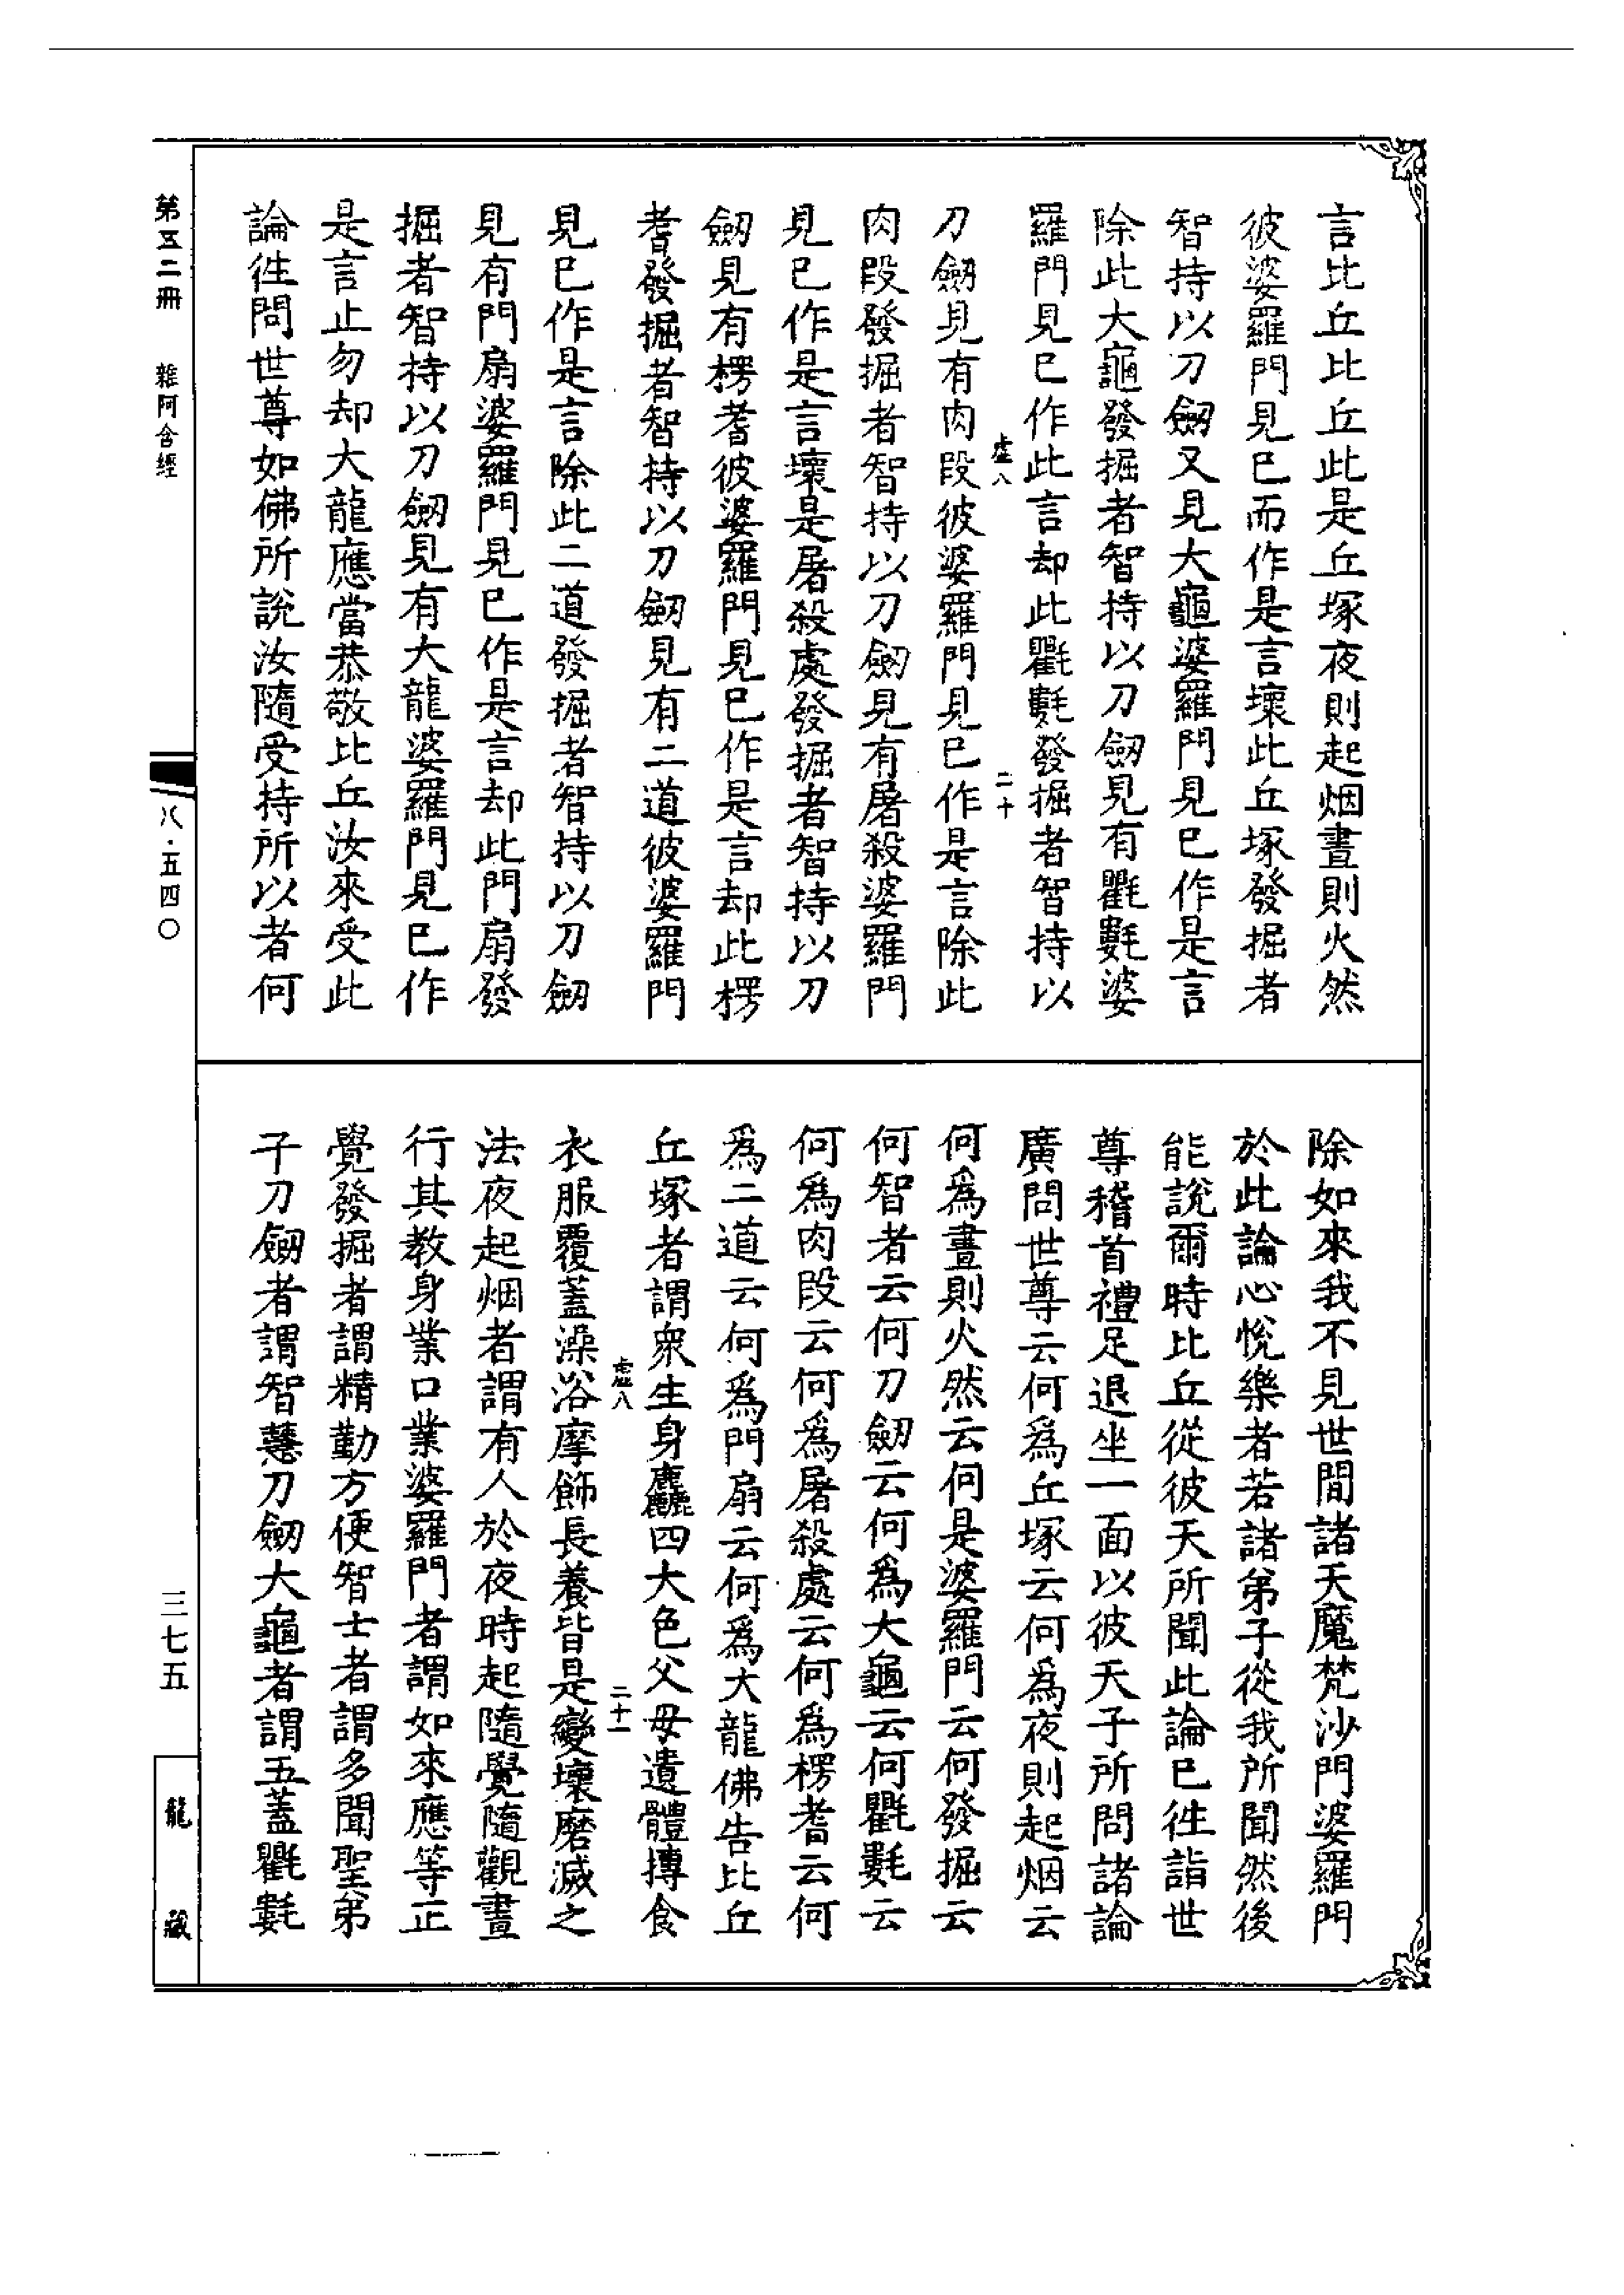 言比丘比丘此是丘塚夜則起烟晝則火然
彼婆羅門見巳而作是言壞此丘塚發掘者
智持以刀劒又見大龜婆羅門見巳作是言
除此大龜發掘者智持以刀劒見有氍𣯜婆
羅門見巳作此言却此氍𣯜發掘者智持以
虛八
二十
刀劒見有肉段彼婆羅門見巳作是言除此
肉段發掘者智持以刀劒見有屠殺婆羅門
見巳作是言壞是屠殺處發掘者智持以刀
劒見有楞耆彼婆羅門見巳作是言却此楞
耆發掘者智持以刀劒見有二道彼婆羅門
見巳作是言除此二道發掘者智持以刀劒
見有門扇婆羅門見巳作是言却此門扇發
掘者智持以刀劒見有大龍婆羅門見巳作
是言止勿却大龍應當恭敬比丘汝來受此
論徃問世尊如佛所說汝隨受持所以者何
除如來我不見世間諸天魔梵沙門婆羅門
於此論心悅樂者若諸弟子從我所聞然後
能說爾時比丘從彼天所聞此論巳徃詣世
尊稽首禮足退坐一面以彼天子所問諸論
廣問世尊云何為丘塚云何為夜則起烟云
何為晝則火然云何是婆羅門云何發掘云
何智者云何刀劒云何為大龜云何氍𣯜云
何為肉段云何為屠殺處云何為楞耆云何
為二道云何為門扇云何為大龍佛告比丘
丘塚者謂衆生身麤四大色父母遺體摶食
虛八
二十一
衣服覆蓋澡浴摩飾長養皆是變壞磨滅之
法夜起烟者謂有人於夜時起隨覺隨觀晝
行其教身業口業婆羅門者謂如來應等正
覺發掘者謂精勤方便智士者謂多聞聖弟
子刀劒者謂智慧刀劒大龜者謂五蓋氍𣯜
第五二冊
雜阿含經
八·五四〇
三七五
龍藏